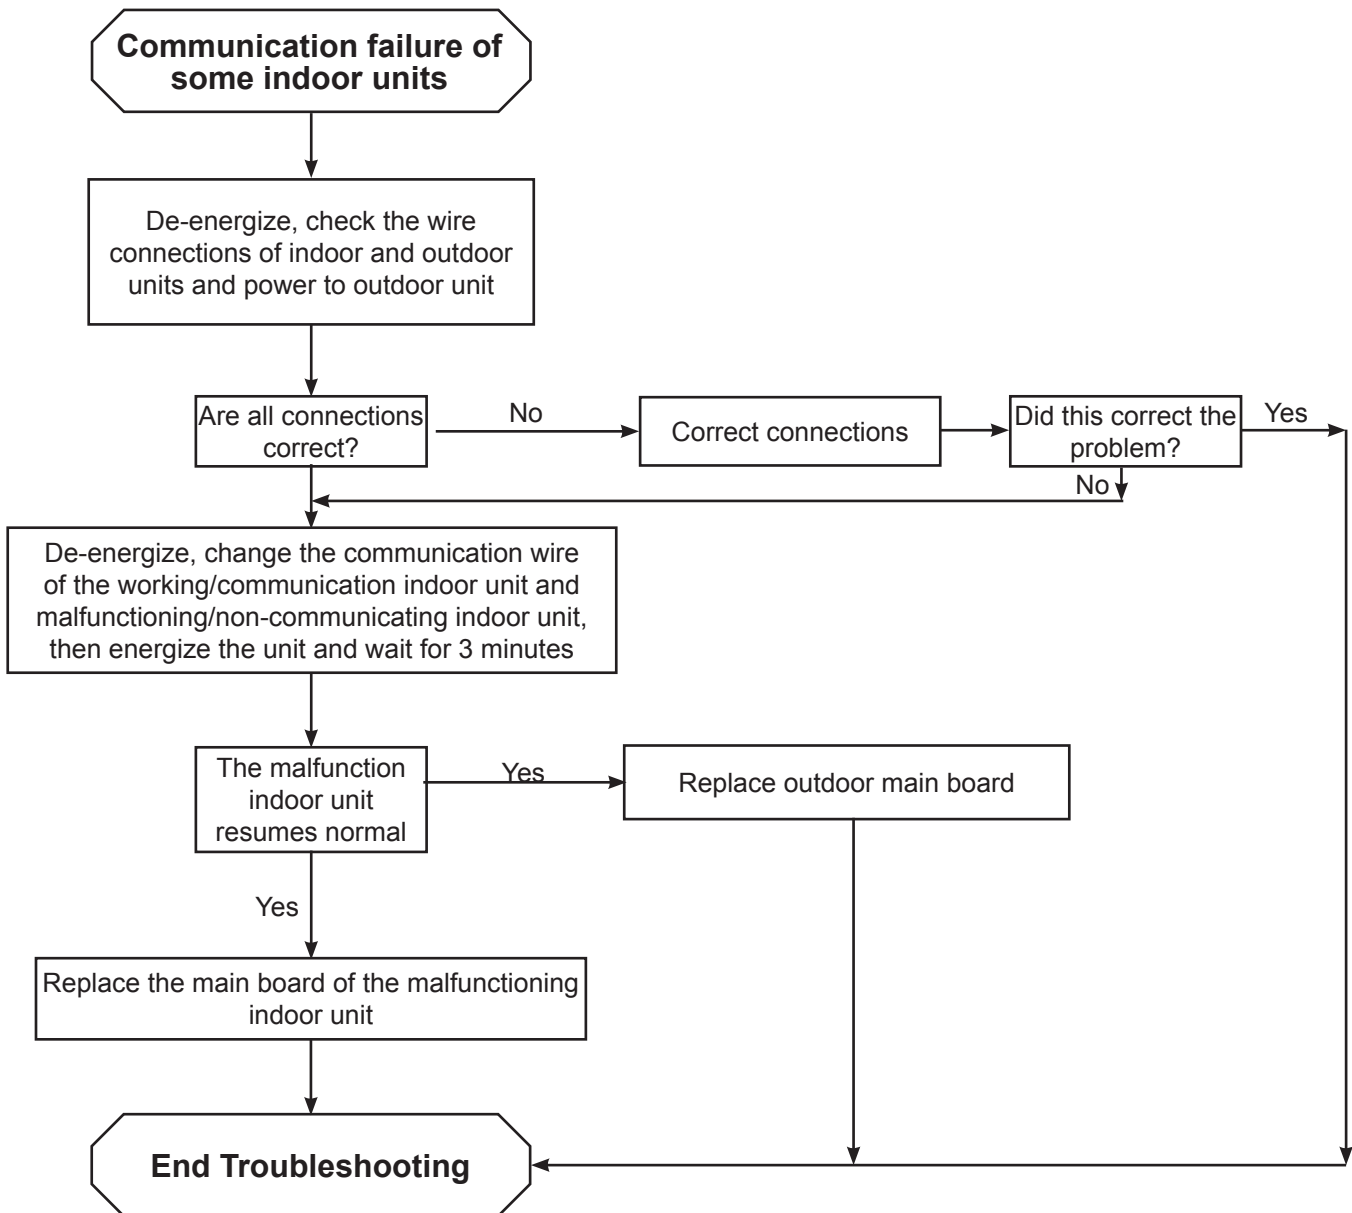 Communication failure of
some indoor units
De-energize, check the wire
connections of indoor and outdoor
units and power to outdoor unit
Are all connections
correct?
No
Correct connections
Did this correct the
problem?
Yes
No
De-energize, change the communication wire
of the working/communication indoor unit and
malfunctioning/non-communicating indoor unit,
then energize the unit and wait for 3 minutes
The malfunction
indoor unit
resumes normal
Yes
Replace outdoor main board
Yes
Replace the main board of the malfunctioning
indoor unit
End Troubleshooting